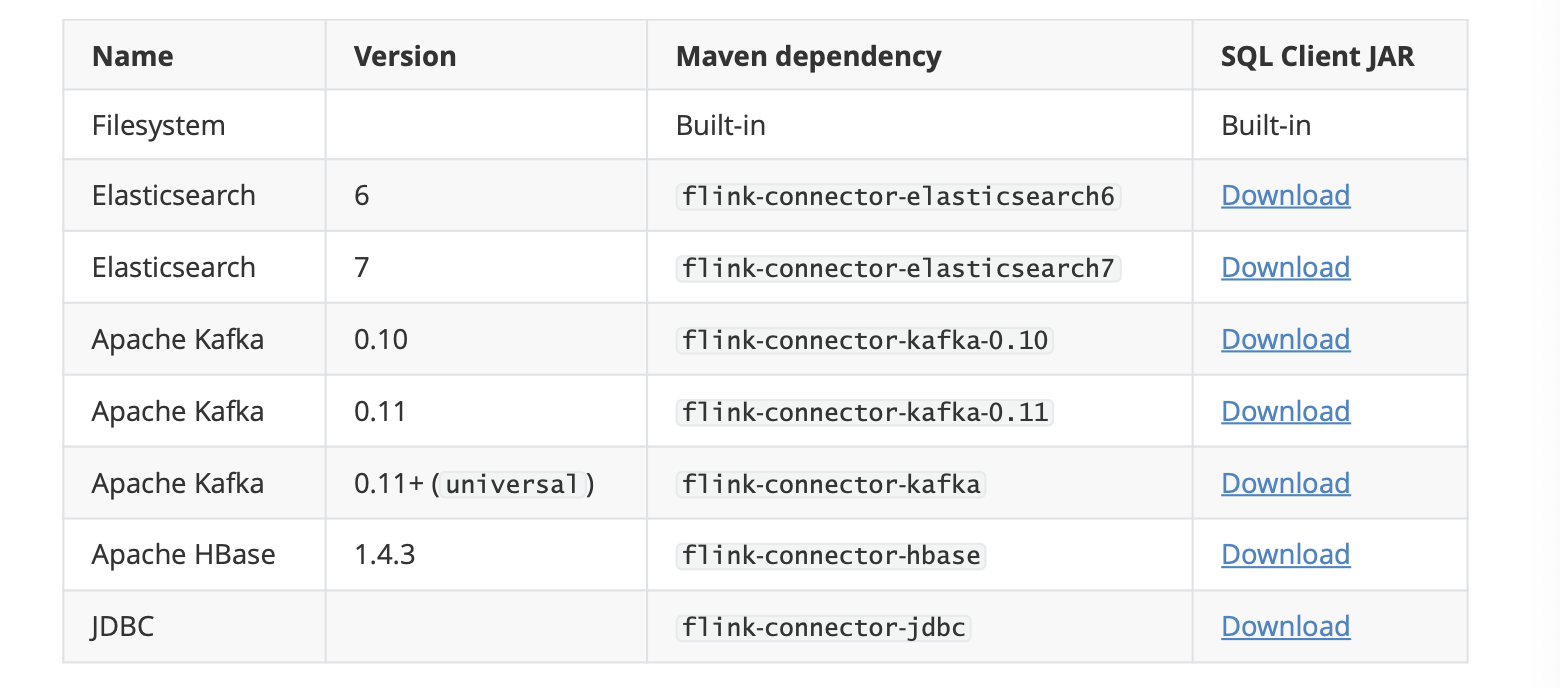 Name Version Maven dependency SQL Client JAR
Filesystem Built-in Built-in
Elasticsearch 6 flink-connector-elasticsearch6 Download
Elasticsearch 7 flink-connector-elasticsearch7 Download
Apache Kafka 0.10 flink-connector-kafka-0.10 Download
Apache Kafka 0.11 flink-connector-kafka-0.11 Download
Apache Kafka 0.11+ (universal) flink-connector-kafka Download
Apache HBase 1.4.3 flink-connector-hbase Download
JDBC flink-connector-jdbc Download